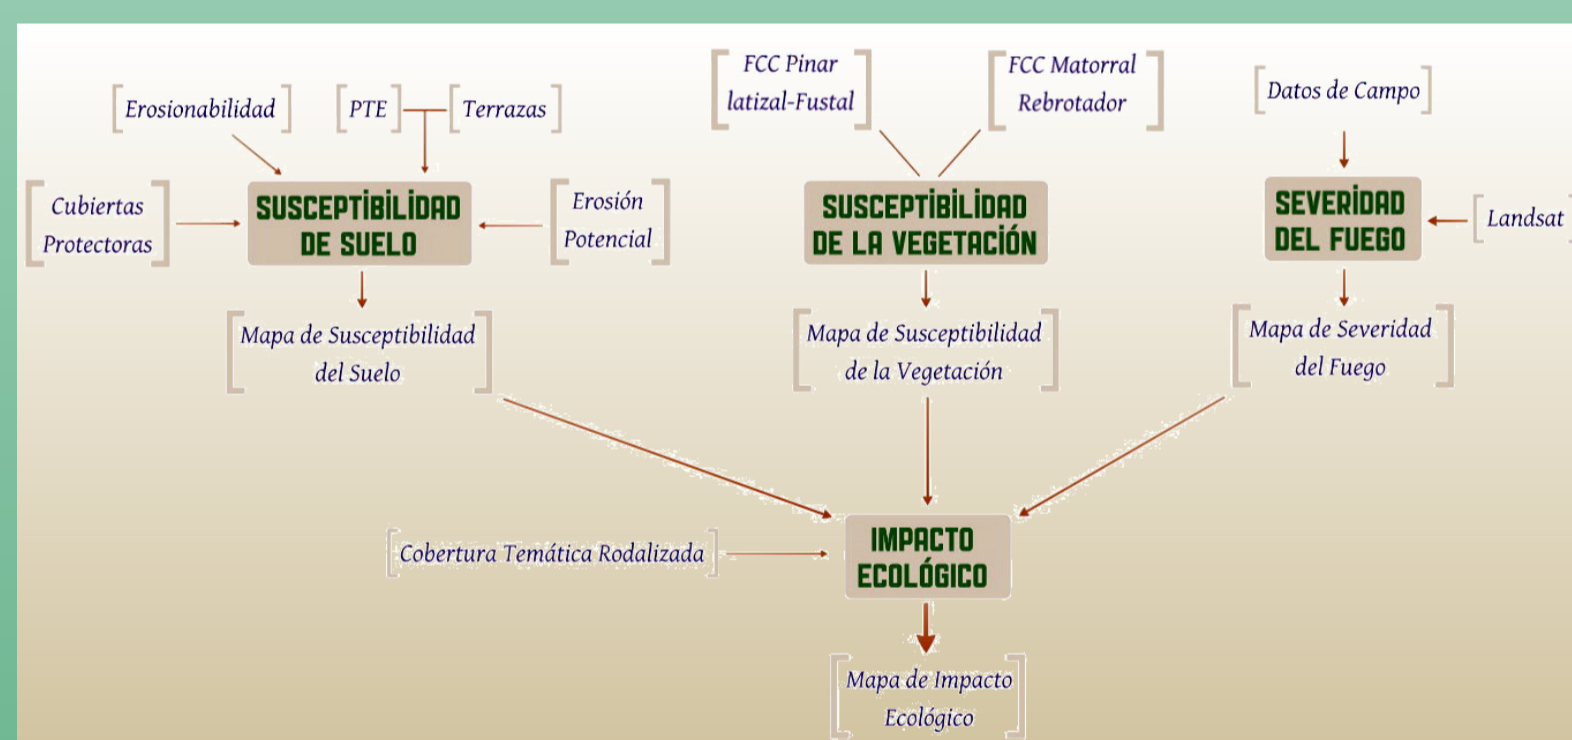 Erosionabilidad
PTE
Terrazas
Cubiertas
Protectoras
SUSCEPTIBILIDAD
DE SUELO
Erosión
Potencial
Mapa de Susceptibilidad
del Suelo
FCC Pinar
latizal-Fustal
FCC Matorral
Rebrotador
SUSCEPTIBILIDAD
DE LA VEGETACIÓN
Mapa de Susceptibilidad
de la Vegetación
Datos de Campo
SEVERIDAD
DEL FUEGO
Landsat
Mapa de Severidad
del Fuego
Cobertura Temática Rodalizada
IMPACTO
ECOLÓGICO
Mapa de Impacto
Ecológico